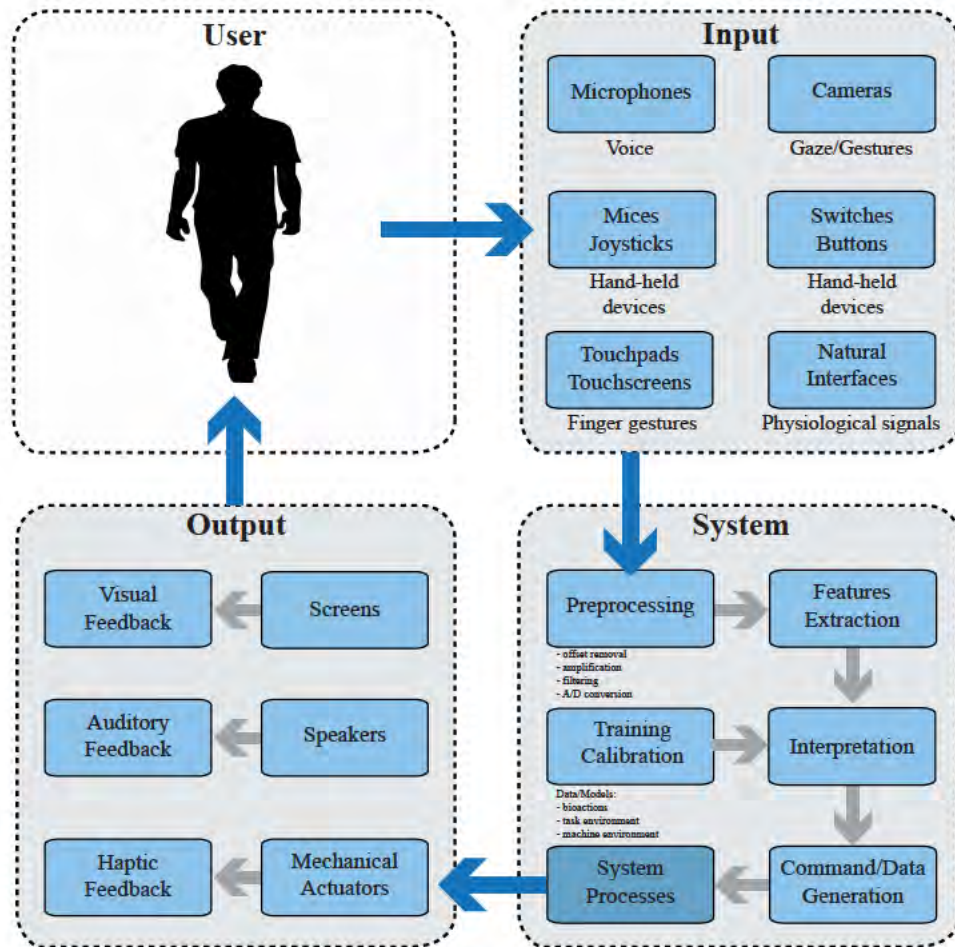 User
Input
Microphones
Voice
Cameras
Gaze/Gestures
Mices
Joysticks
Hand-held
devices
Switches
Buttons
Hand-held
devices
Touchpads
Touchscreens
Finger gestures
Natural
Interfaces
Physiological signals
Output
Visual
Feedback
Screens
Auditory
Feedback
Speakers
Haptic
Feedback
Mechanical
Actuators
System
Preprocessing
- offset removal
- amplification
- filtering
- A/D conversion
Features
Extraction
Training
Calibration
Data/Models:
- bioactions
- task environment
- machine environment
Interpretation
System
Processes
Command/Data
Generation